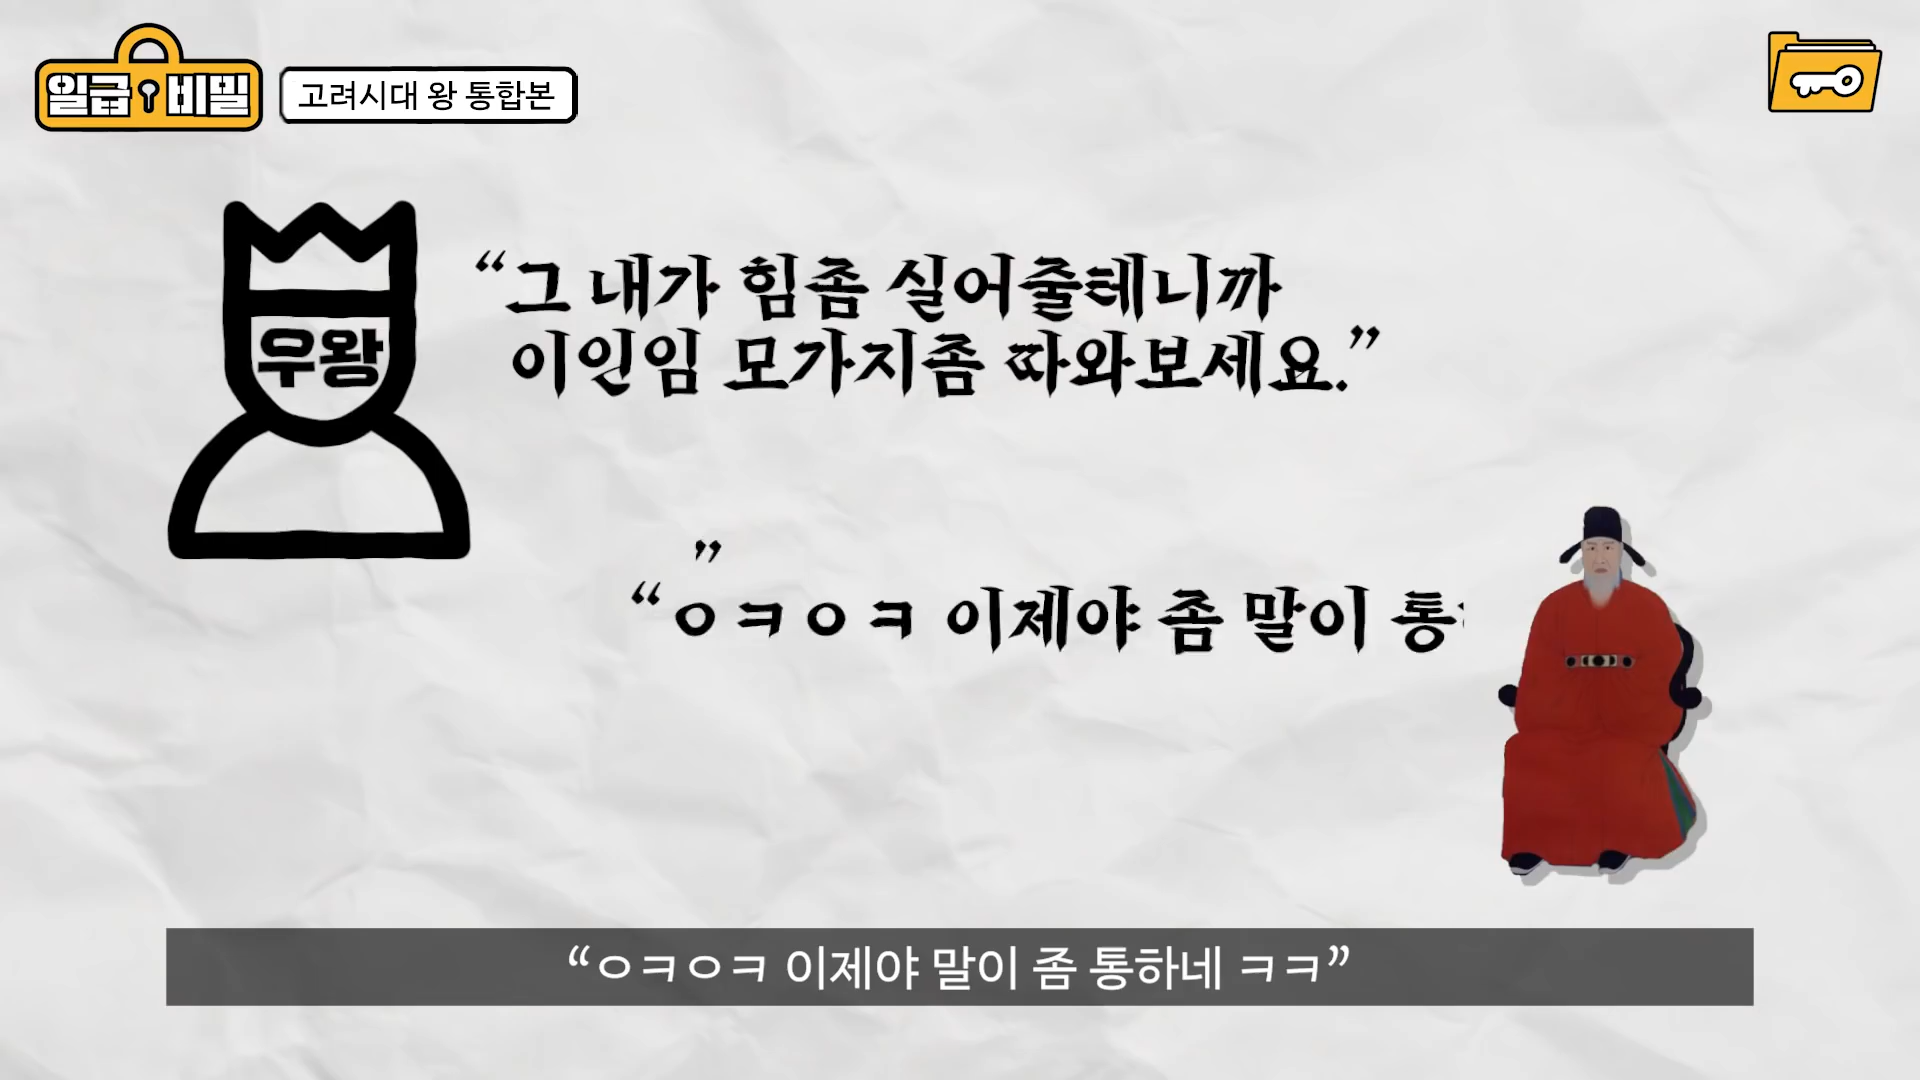 일급비밀
고려시대 왕 통합본
우왕
“그 내가 힘좀 실어줄테니까
이인임 모가지좀 따와보세요.”
”
“ㅇㅋㅇㅋ 이제야 좀 말이 통
“ㅇㅋㅇㅋ 이제야 말이 좀 통하네 ㅋㅋ”